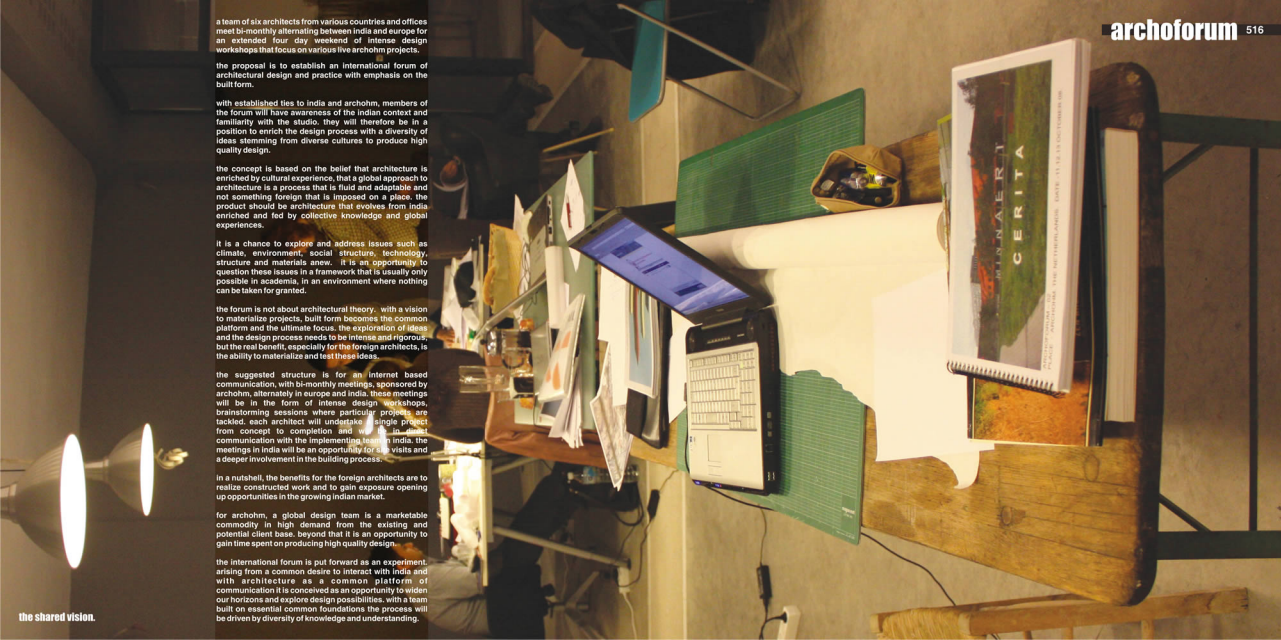 archoforum 516
a team of six architects from various countries and offices
meet bi-monthly alternating between india and europe for
an extended four day weekend of intense design
workshops that focus on various live archohm projects.
the proposal is to establish an international forum of
architectural design and practice with emphasis on the
built form.
with established ties to india and archohm, members of
the forum will have awareness of the indian context and
familiarity with the studio. they will therefore be in a
position to enrich the design process with a diversity of
ideas stemming from diverse cultures to produce high
quality design.
the concept is based on the belief that architecture is
enriched by cultural experience, that a global approach to
architecture is a process that is fluid and adaptable and
not something foreign that is imposed on a place. the
product should be architecture that evolves from india
enriched and fed by collective knowledge and global
experiences.
it is a chance to explore and address issues such as
climate, environment, social structure, technology,
structure and materials anew. it is an opportunity to
question these issues in a framework that is usually only
possible in academia, in an environment where nothing
can be taken for granted.
the forum is not about architectural theory. with a vision
to materialize projects, built form becomes the common
platform and the ultimate focus. the exploration of ideas
and the design process needs to be intense and rigorous,
but the real benefit, especially for the foreign architects, is
the ability to materialize and test these ideas.
the suggested structure is for an internet based
communication, with bi-monthly meetings, sponsored by
archohm, alternately in europe and india. these meetings
will be in the form of intense design workshops,
brainstorming sessions where particular projects are
tackled. each architect will undertake a single project
from concept to completion and will be in direct
communication with the implementing team in india. the
meetings in india will be an opportunity for site visits and
a deeper involvement in the building process.
in a nutshell, the benefits for the foreign architects are to
realize constructed work and to gain exposure opening
up opportunities in the growing indian market.
for archohm, a global design team is a marketable
commodity in high demand from the existing and
potential client base. beyond that it is an opportunity to
gain time spent on producing high quality design.
the international forum is put forward as an experiment.
arising from a common desire to interact with india and
with architecture as a common platform of
communication it is conceived as an opportunity to widen
our horizons and explore design possibilities. with a team
built on essential common foundations the process will
be driven by diversity of knowledge and understanding.
the shared vision.
MINNAERT
CERITA